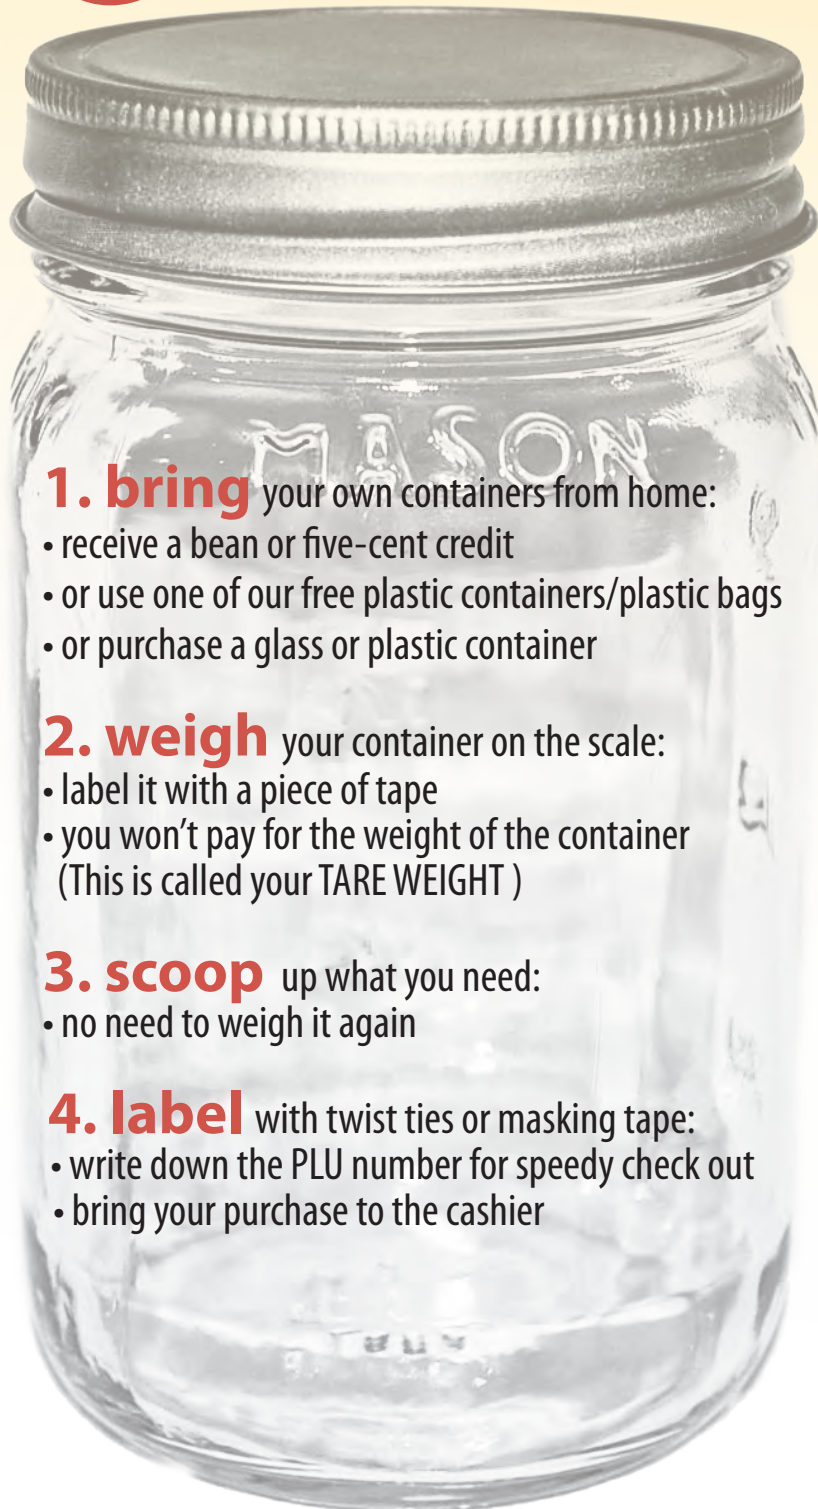 MASON
1. bring your own containers from home:
• receive a bean or five-cent credit
• or use one of our free plastic containers/plastic bags
• or purchase a glass or plastic container
2. weigh your container on the scale:
• label it with a piece of tape
• you won't pay for the weight of the container
(This is called your TARE WEIGHT )
3. scoop up what you need:
• no need to weigh it again
4. label with twist ties or masking tape:
• write down the PLU number for speedy check out
• bring your purchase to the cashier